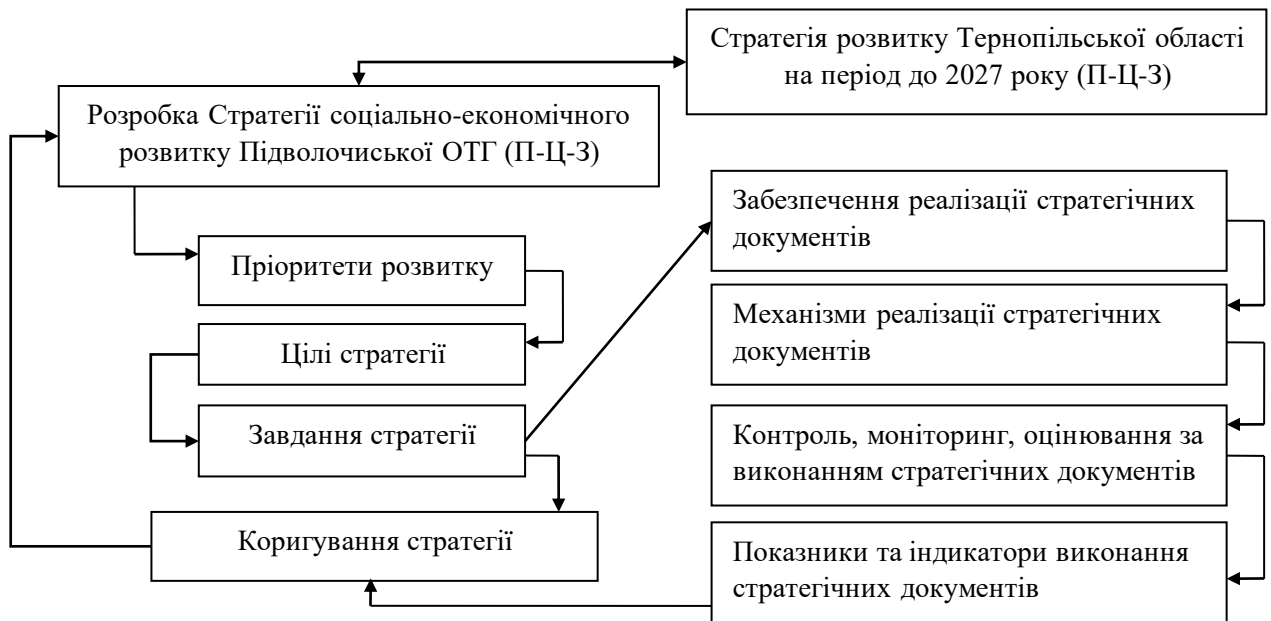 Стратегія розвитку Тернопільської області
на період до 2027 року (П-Ц-З)
Розробка Стратегії соціально-економічного
розвитку Підволочиської ОТГ (П-Ц-З)
Пріоритети розвитку
Цілі стратегії
Завдання стратегії
Коригування стратегії
Забезпечення реалізації стратегічних
документів
Механізми реалізації стратегічних
документів
Контроль, моніторинг, оцінювання за
виконанням стратегічних документів
Показники та індикатори виконання
стратегічних документів